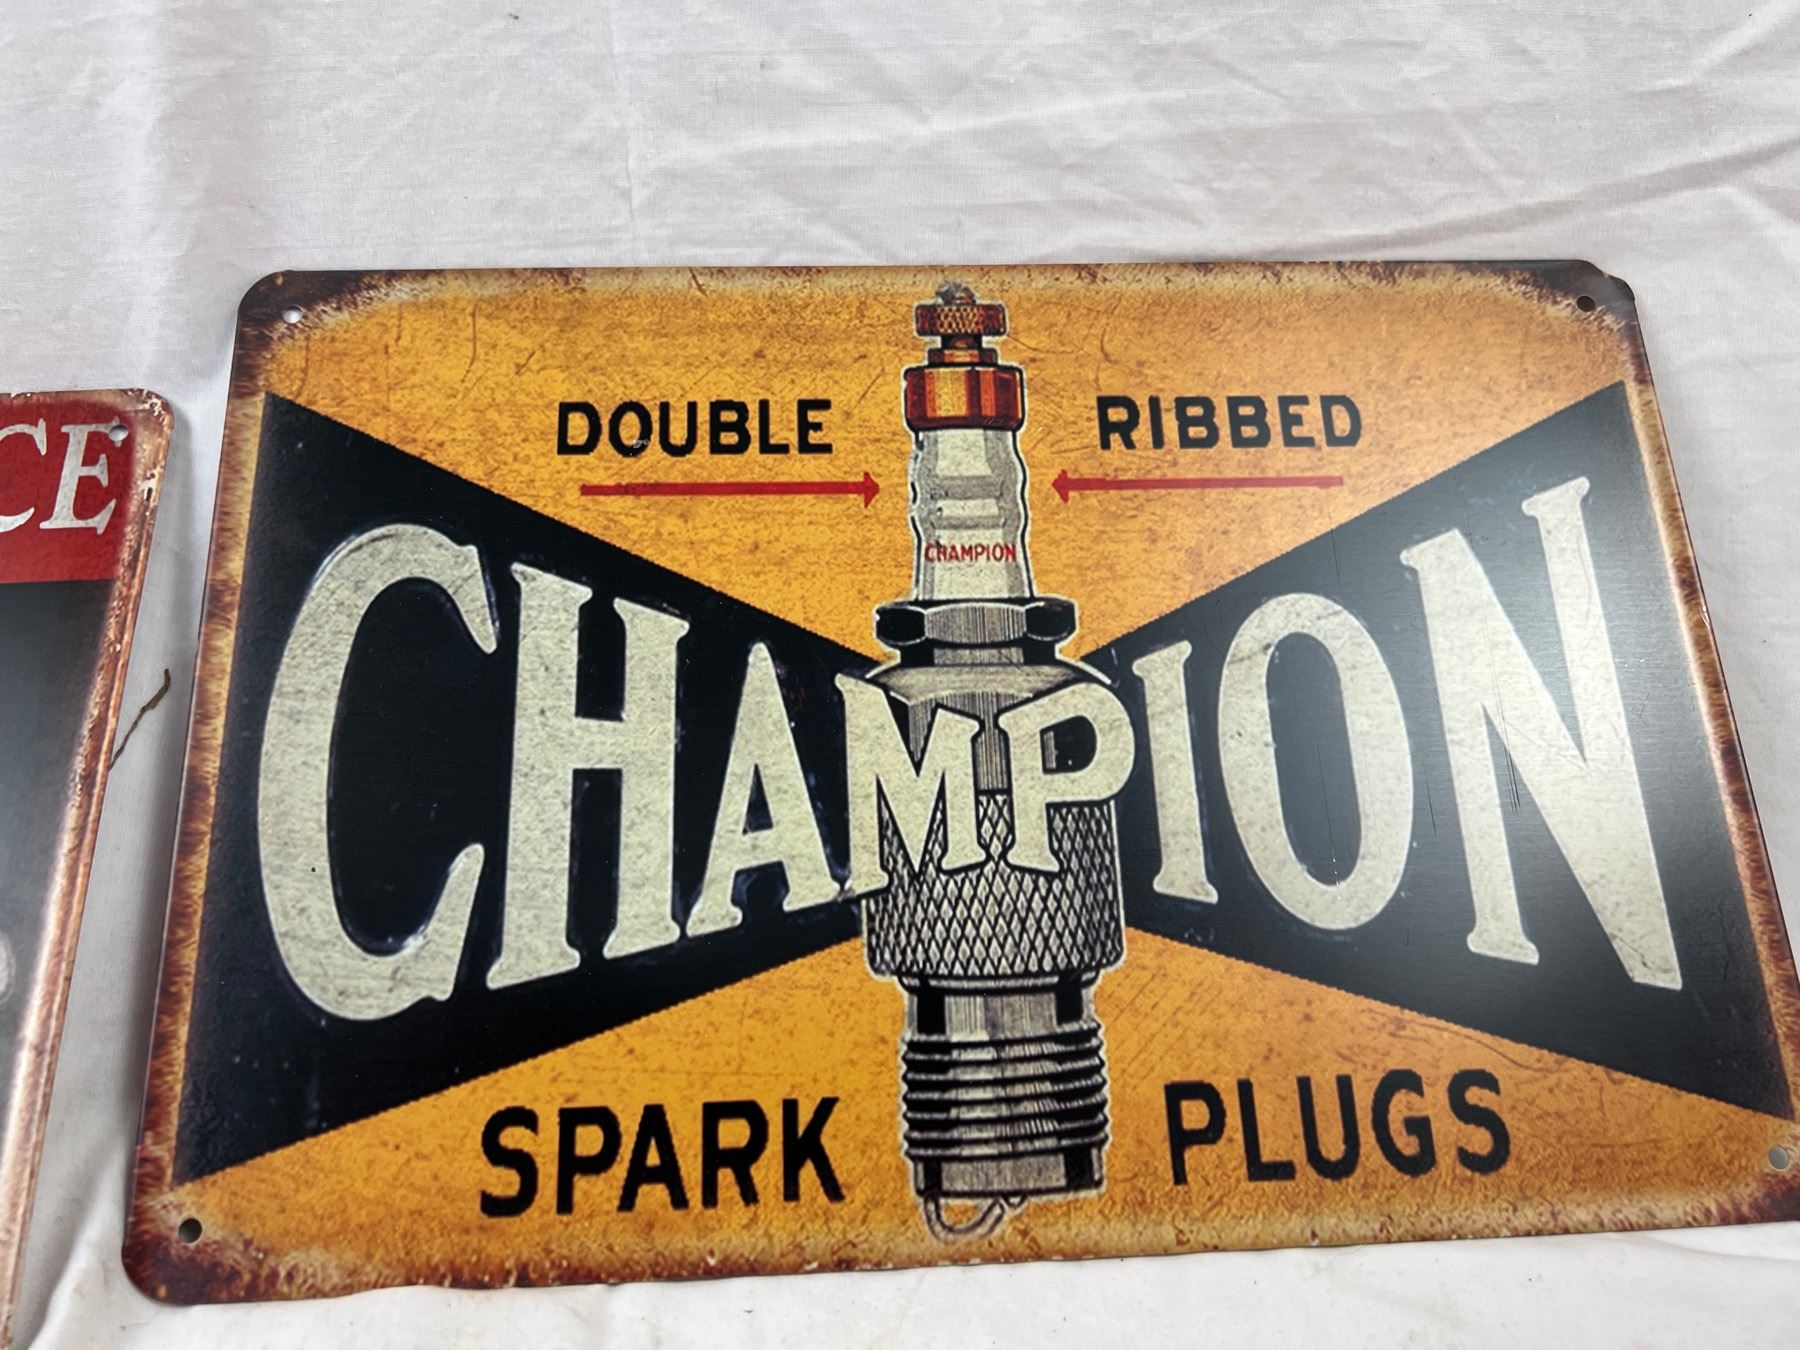 DOUBLE RIBBED
CHAMPION
CHAMPION
SPARK PLUGS
CE